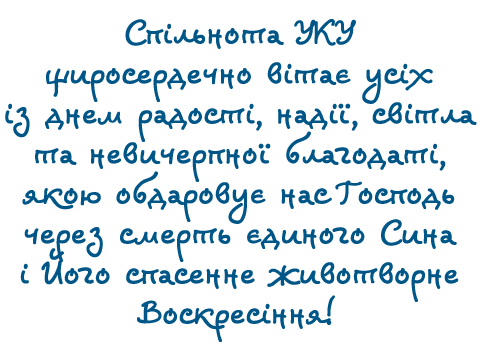 Спільнота УКУ
щиросердечно вітає усіх
із днем радості, надії, світла
та невичерпної благодаті,
якою обдаровує нас Господь
через смерть єдиного Сина
і Його спасенне животворне
Воскресіння!